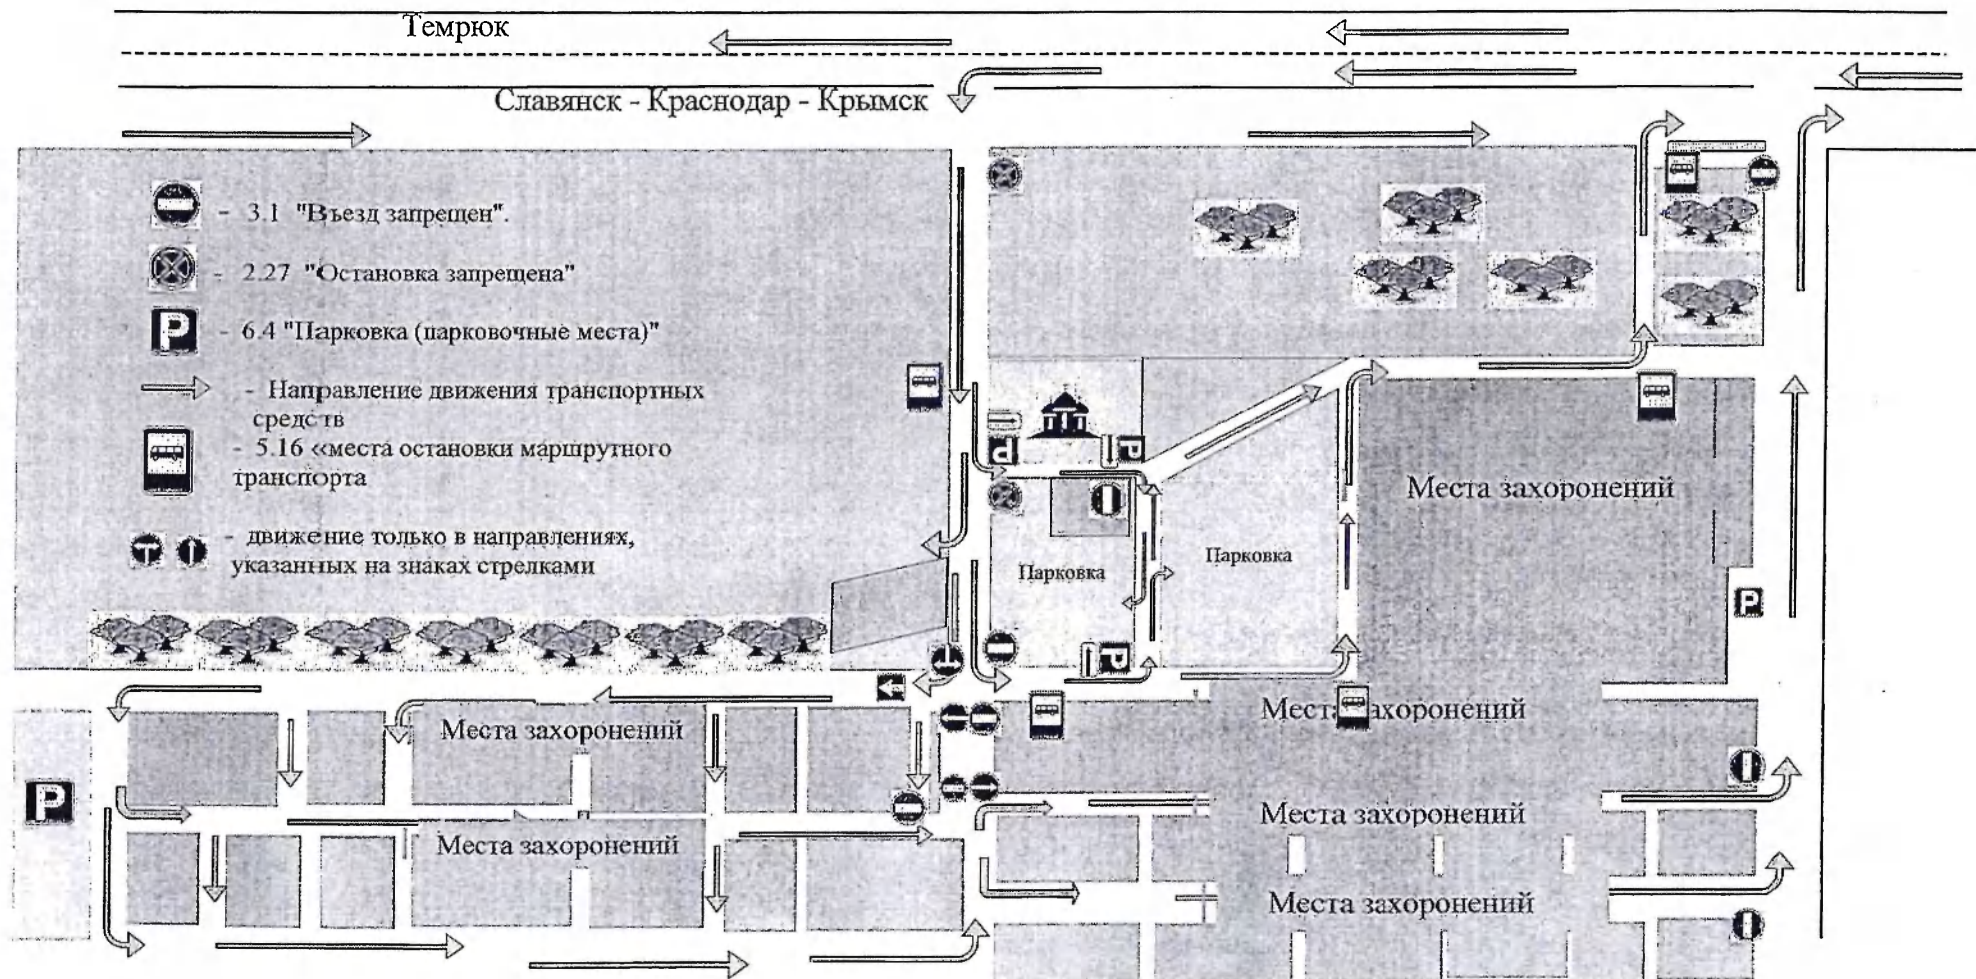 Темрюк
Славянск - Краснодар - Крымск
- 3.1 "Въезд запрещен".
- 2.27 "Остановка запрещена"
P - 6.4 "Парковка (парковочные места)"
- Направление движения транспортных
средств
- 5.16 «места остановки маршрутного
транспорта
- движение только в направлениях,
указанных на знаках стрелками
P
P
Места захоронений
Парковка
Парковка
P
P
Места захоронений
Места захоронений
P
Места захоронений
Места захоронений
Места захоронений